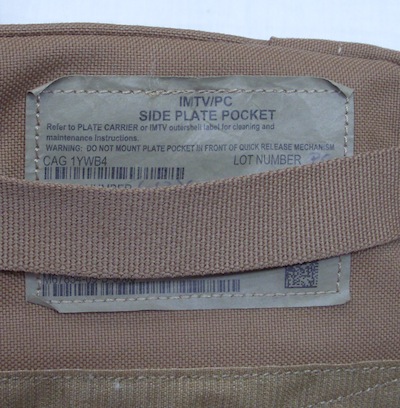 IMTV/PC
SIDE PLATE POCKET
Refer to PLATE CARRIER or IMTV outershell label for cleaning and
maintenance instructions.
WARNING: DO NOT MOUNT PLATE POCKET IN FRONT OF QUICK RELEASE MECHANISM
CAG 1YWB4 LOT NUMBER